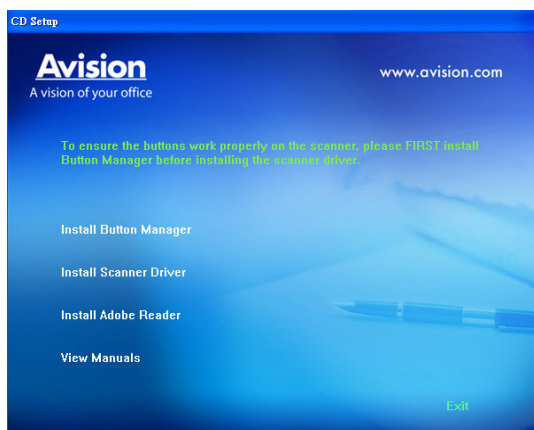 CD Setup
Avision
www.avision.com
A vision of your office
To ensure the buttons work properly on the scanner, please FIRST install
Button Manager before installing the scanner driver.
Install Button Manager
Install Scanner Driver
Install Adobe Reader
View Manuals
Exit